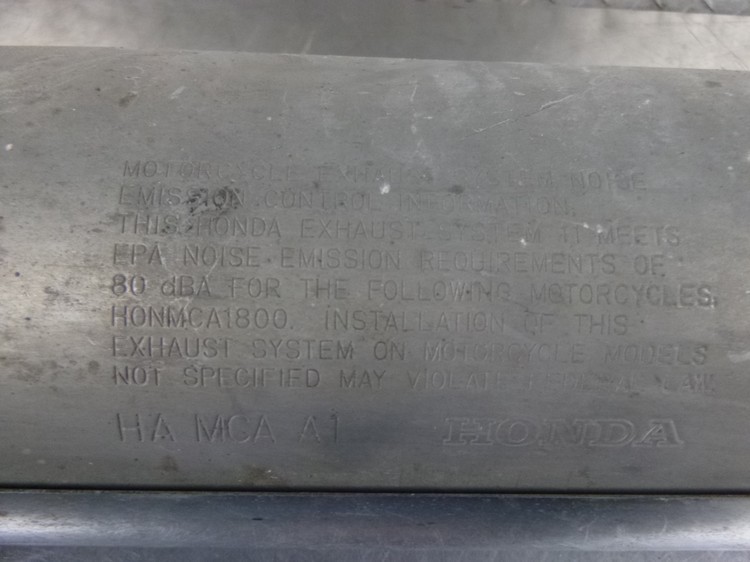 MOTORCYCLE EXHAUST SYSTEM NOISE
EMISSION CONTROL INFORMATION.
THIS HONDA EXHAUST SYSTEM 11 MEETS
EPA NOISE EMISSION REQUIREMENTS OF
80 dBA FOR THE FOLLOWING MOTORCYCLES,
HONMCA1800. INSTALLATION OF THIS
EXHAUST SYSTEM ON MOTORCYCLE MODELS
NOT SPECIFIED MAY VIOLATE FEDERAL LAW.
HA MCA A1 HONDA